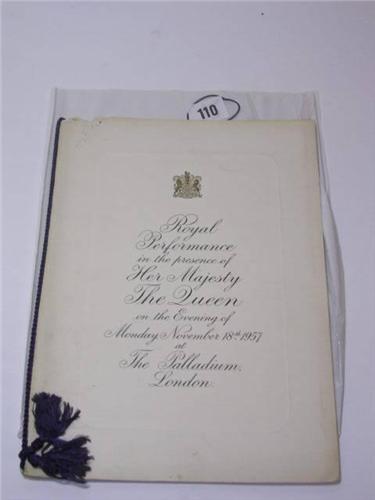 110
Royal
Performance
in the presence of
Her Majesty
The Queen
on the Evening of
Monday November 18th 1957
at
The Palladium,
London.